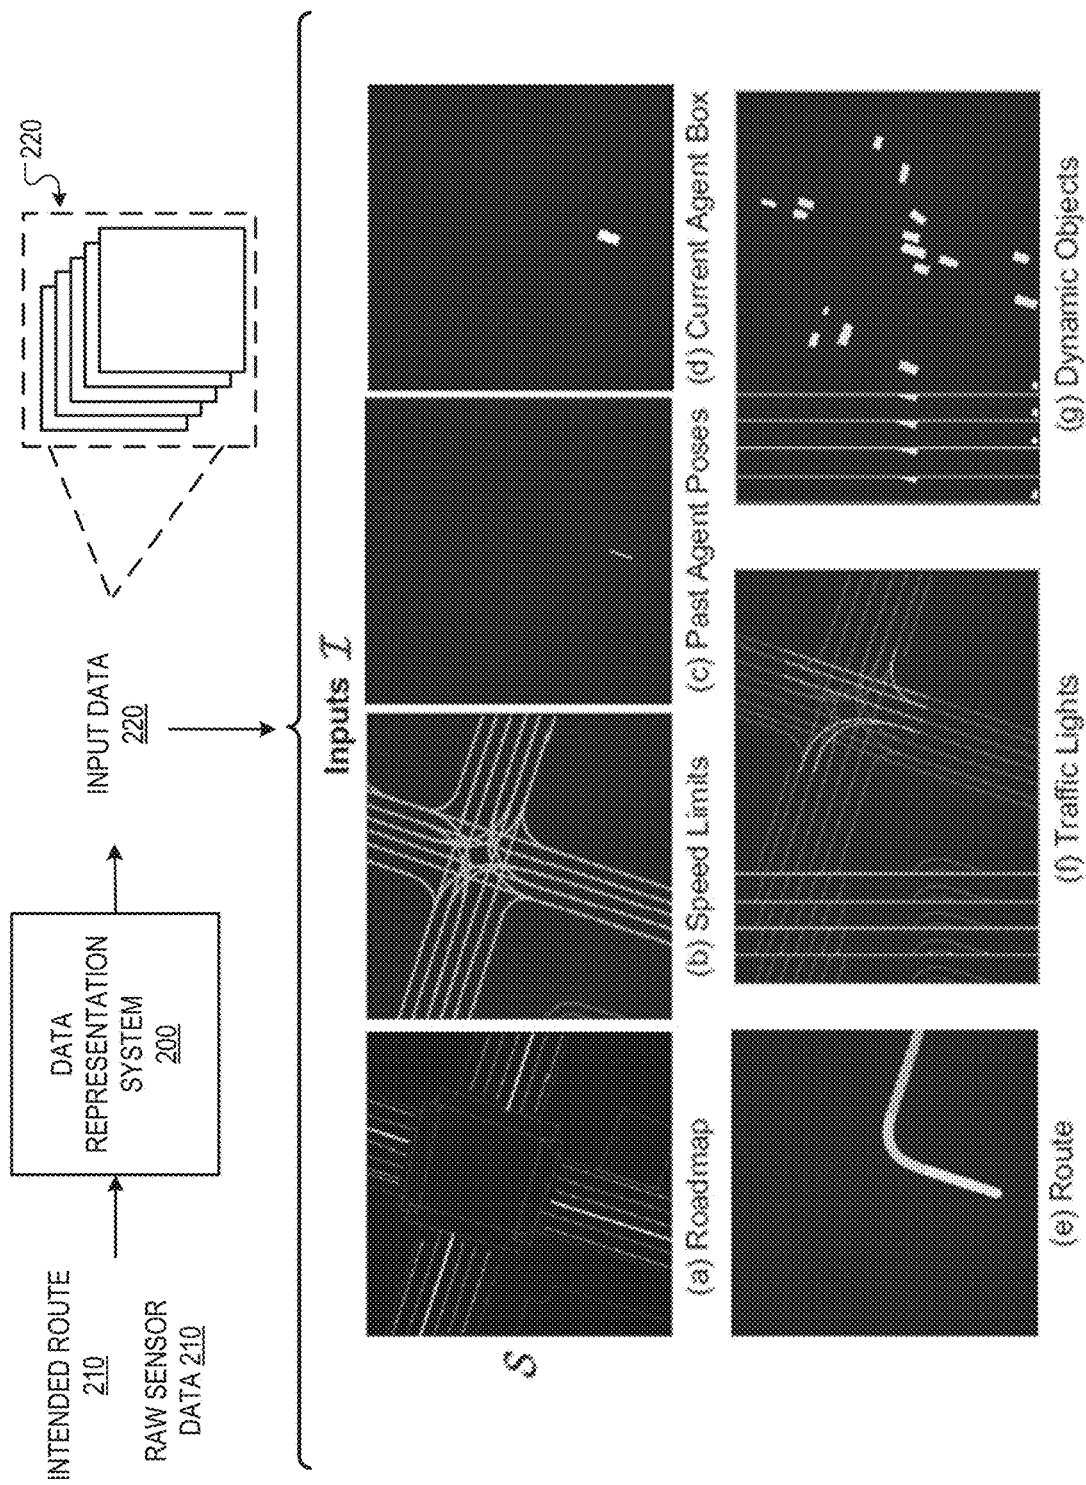 INTENDED ROUTE
210
RAW SENSOR
DATA 210
DATA
REPRESENTATION
SYSTEM
200
INPUT DATA
220
220
Inputs I
S
(a) Roadmap
(b) Speed Limits
(c) Past Agent Poses
(d) Current Agent Box
(e) Route
(f) Traffic Lights
(g) Dynamic Objects